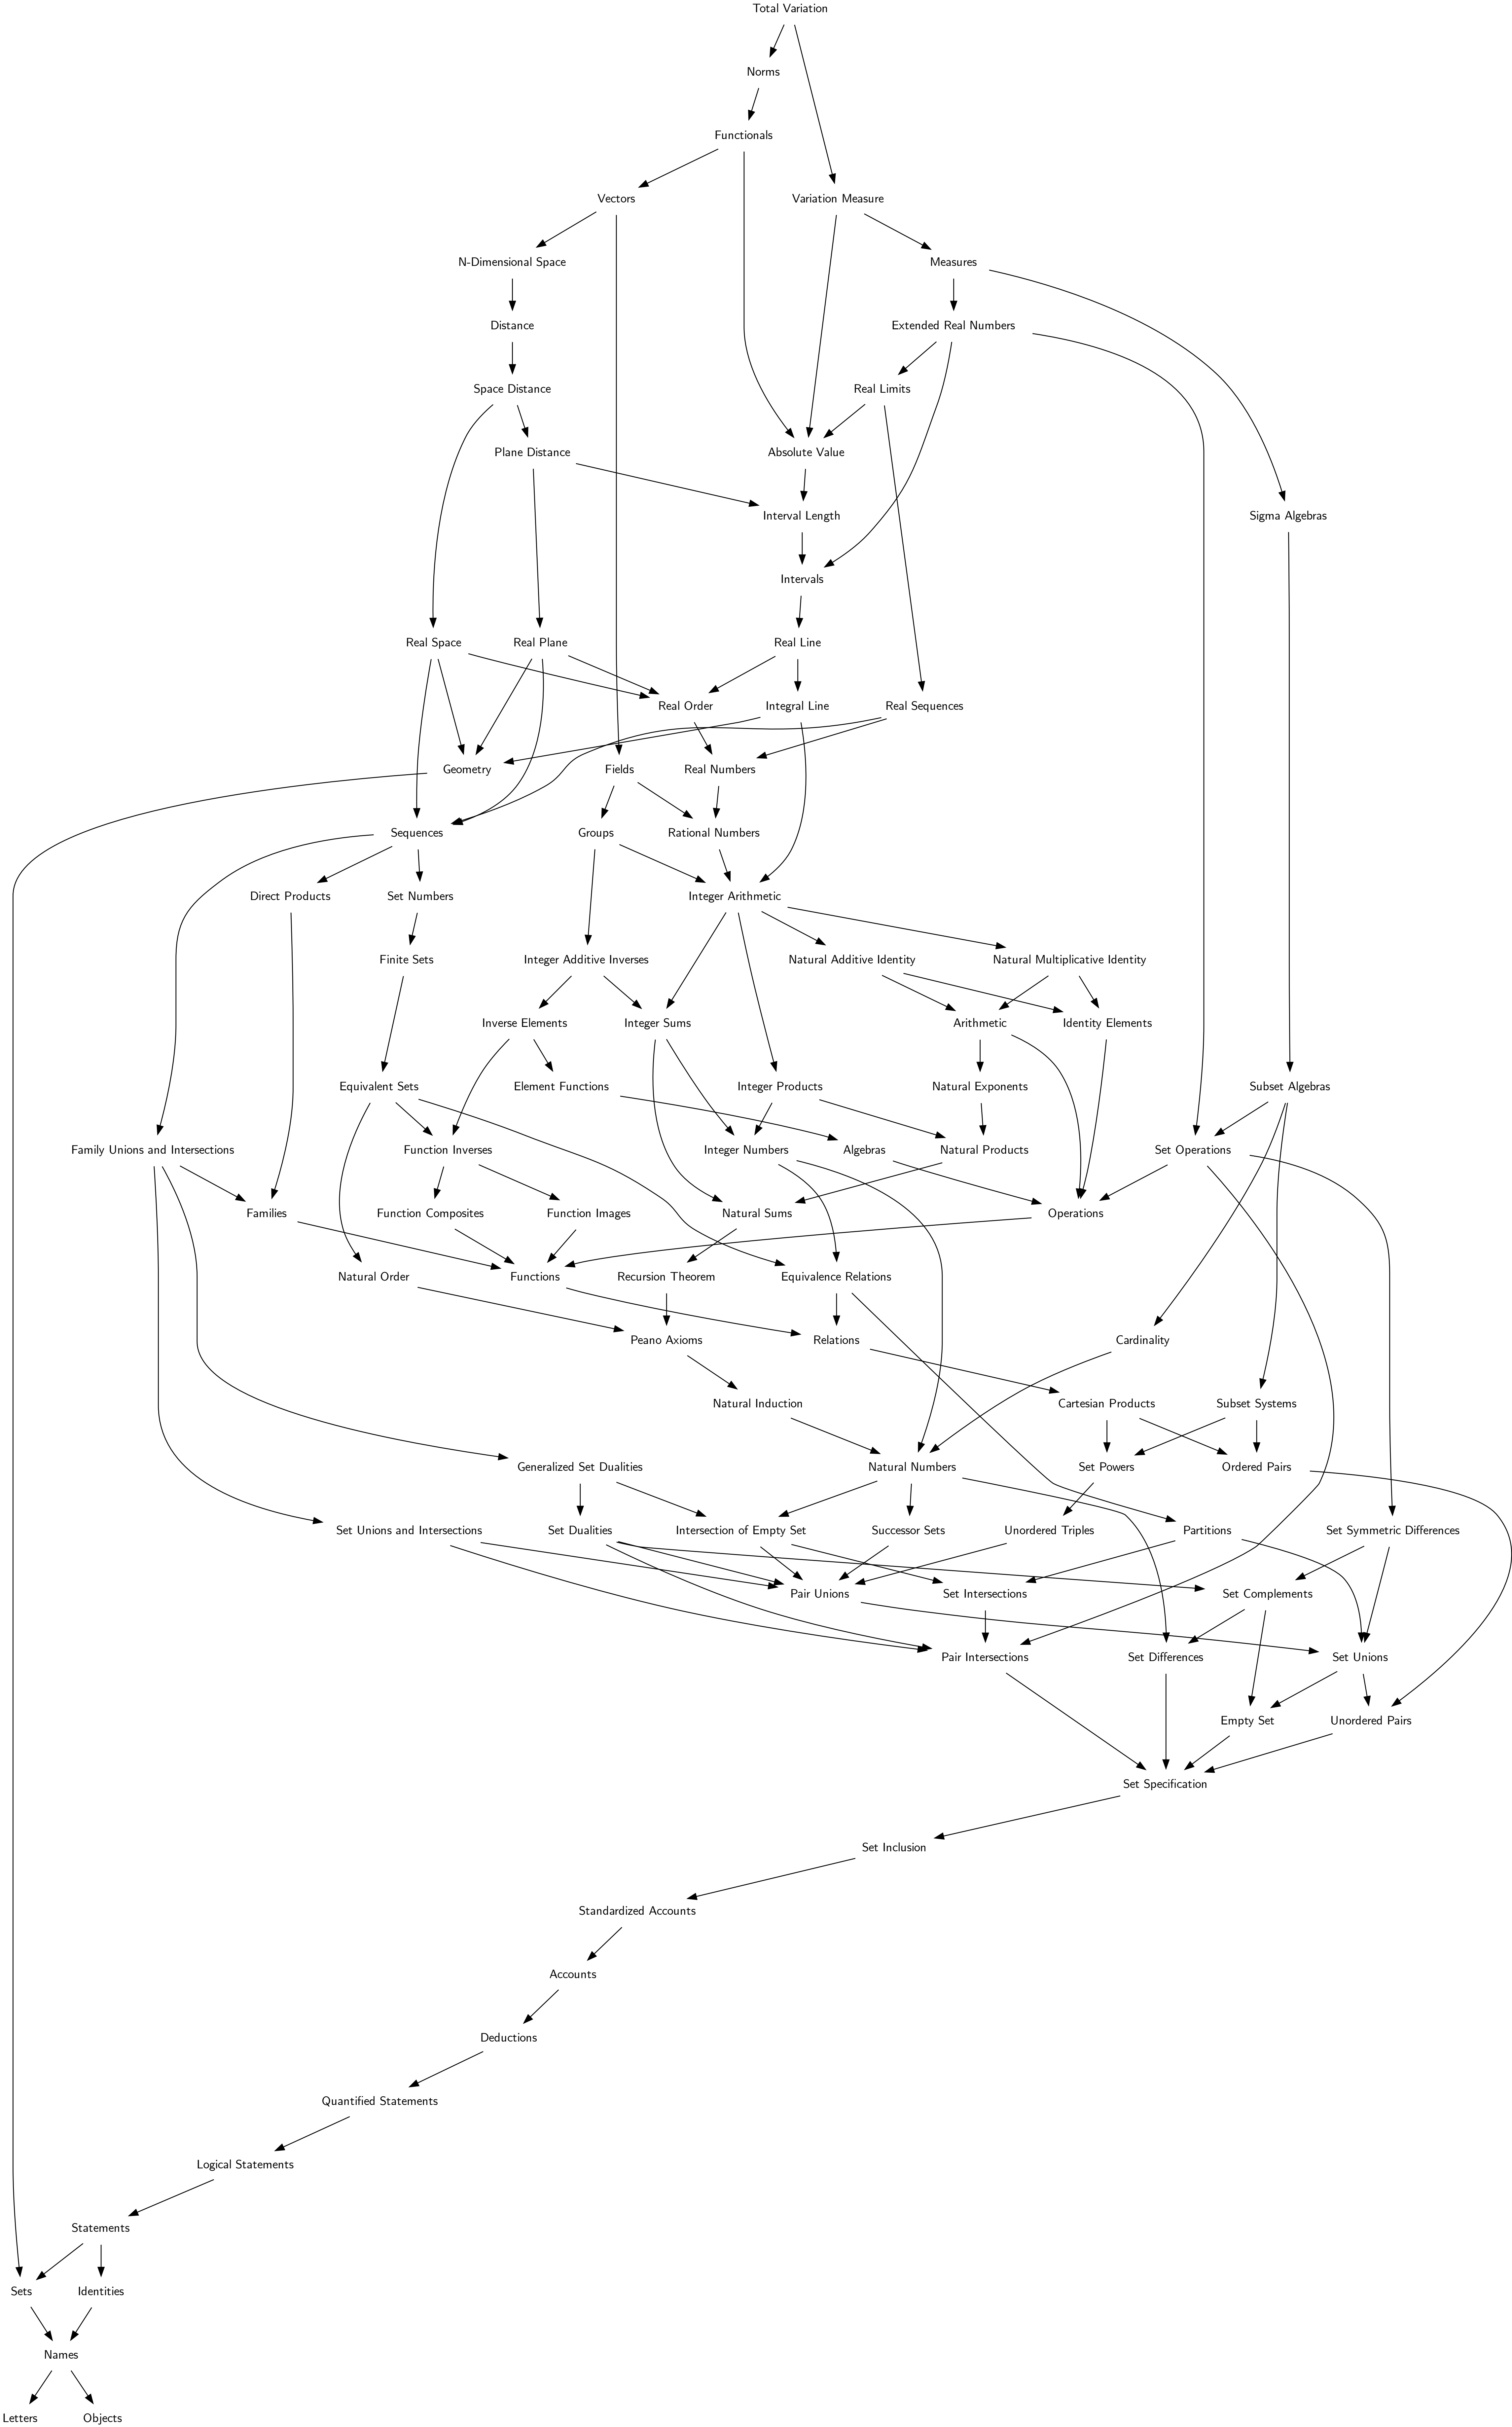 Total Variation
Norms
Functionals
Vectors
Variation Measure
N-Dimensional Space
Measures
Distance
Extended Real Numbers
Space Distance
Real Limits
Plane Distance
Absolute Value
Interval Length
Sigma Algebras
Intervals
Real Space
Real Plane
Real Line
Real Order
Integral Line
Real Sequences
Geometry
Fields
Real Numbers
Sequences
Groups
Rational Numbers
Direct Products
Set Numbers
Integer Arithmetic
Finite Sets
Integer Additive Inverses
Natural Additive Identity
Natural Multiplicative Identity
Inverse Elements
Integer Sums
Arithmetic
Identity Elements
Equivalent Sets
Element Functions
Integer Products
Natural Exponents
Subset Algebras
Family Unions and Intersections
Function Inverses
Integer Numbers
Algebras
Natural Products
Set Operations
Families
Function Composites
Function Images
Natural Sums
Operations
Natural Order
Functions
Recursion Theorem
Equivalence Relations
Peano Axioms
Relations
Cardinality
Natural Induction
Cartesian Products
Subset Systems
Generalized Set Dualities
Natural Numbers
Set Powers
Ordered Pairs
Set Unions and Intersections
Set Dualities
Intersection of Empty Set
Successor Sets
Unordered Triples
Partitions
Set Symmetric Differences
Pair Unions
Set Intersections
Set Complements
Pair Intersections
Set Differences
Set Unions
Empty Set
Unordered Pairs
Set Specification
Set Inclusion
Standardized Accounts
Accounts
Deductions
Quantified Statements
Logical Statements
Statements
Sets
Identities
Names
Letters
Objects